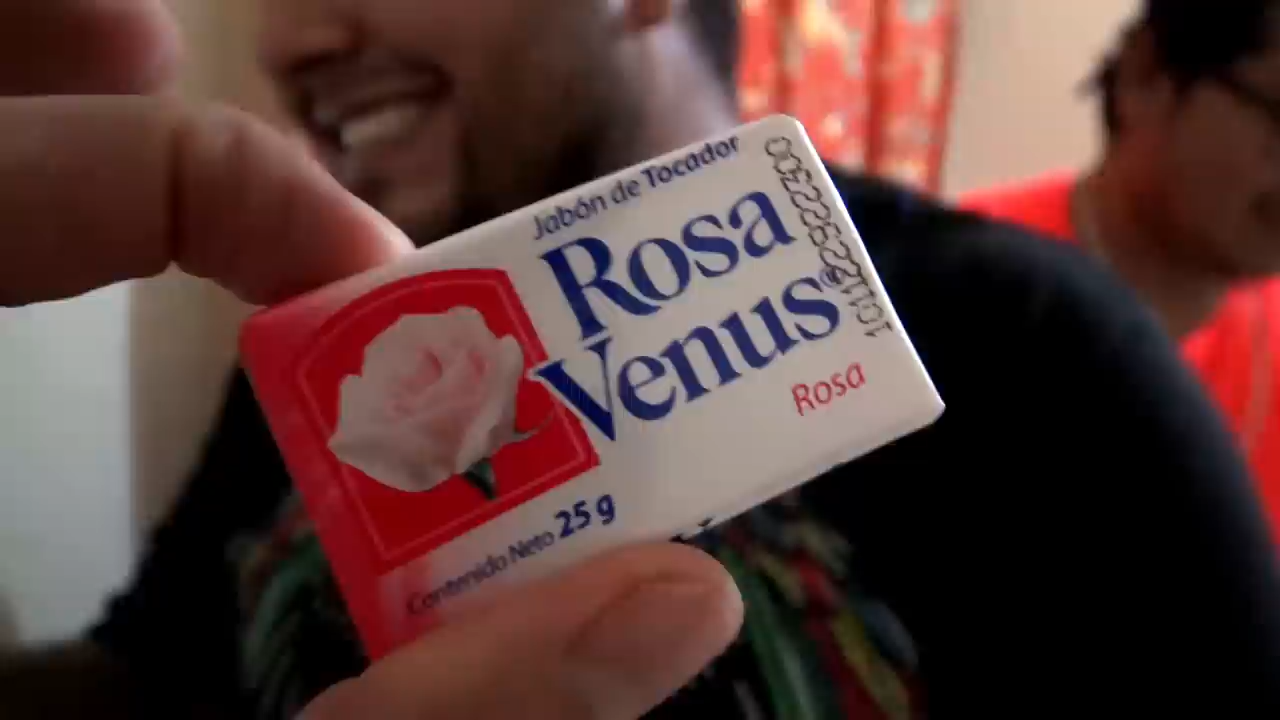 Jabón de Tocador
Rosa
Venus®
Rosa
Contenido Neto 25 g